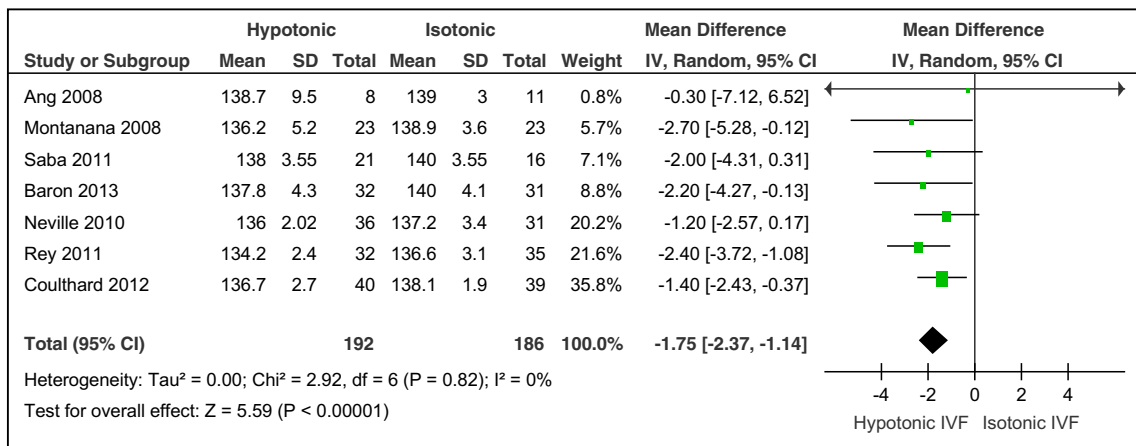 Hypotonic Isotonic Mean Difference Mean Difference
Study or Subgroup Mean SD Total Mean SD Total Weight IV, Random, 95% CI IV, Random, 95% CI
Ang 2008 138.7 9.5 8 139 3 11 0.8% -0.30 [-7.12, 6.52]
Montanana 2008 136.2 5.2 23 138.9 3.6 23 5.7% -2.70 [-5.28, -0.12]
Saba 2011 138 3.55 21 140 3.55 16 7.1% -2.00 [-4.31, 0.31]
Baron 2013 137.8 4.3 32 140 4.1 31 8.8% -2.20 [-4.27, -0.13]
Neville 2010 136 2.02 36 137.2 3.4 31 20.2% -1.20 [-2.57, 0.17]
Rey 2011 134.2 2.4 32 136.6 3.1 35 21.6% -2.40 [-3.72, -1.08]
Coulthard 2012 136.7 2.7 40 138.1 1.9 39 35.8% -1.40 [-2.43, -0.37]
Total (95% CI) 192 186 100.0% -1.75 [-2.37, -1.14]
Heterogeneity: Tau² = 0.00; Chi² = 2.92, df = 6 (P = 0.82); I² = 0%
Test for overall effect: Z = 5.59 (P < 0.00001)
-4 -2 0 2 4
Hypotonic IVF Isotonic IVF